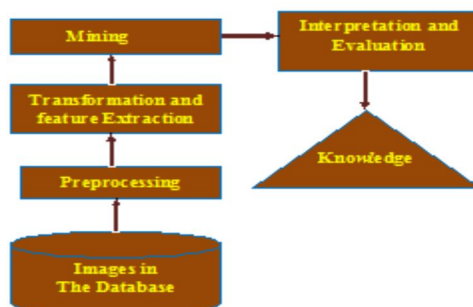 Mining
Interpretation and
Evaluation
Transformation and
feature Extraction
Knowledge
Preprocessing
Images in
The Database